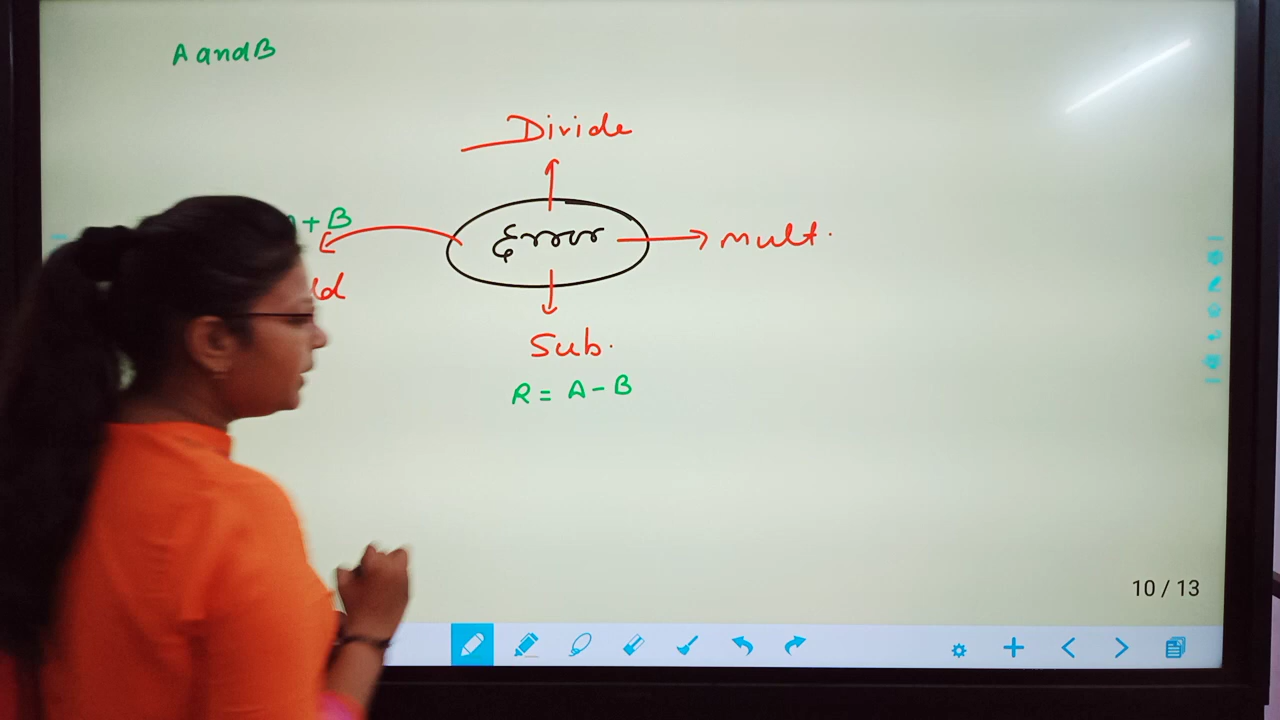 A and B
Divide
+ B
Error
mult.
Sub.
R = A - B
10 / 13